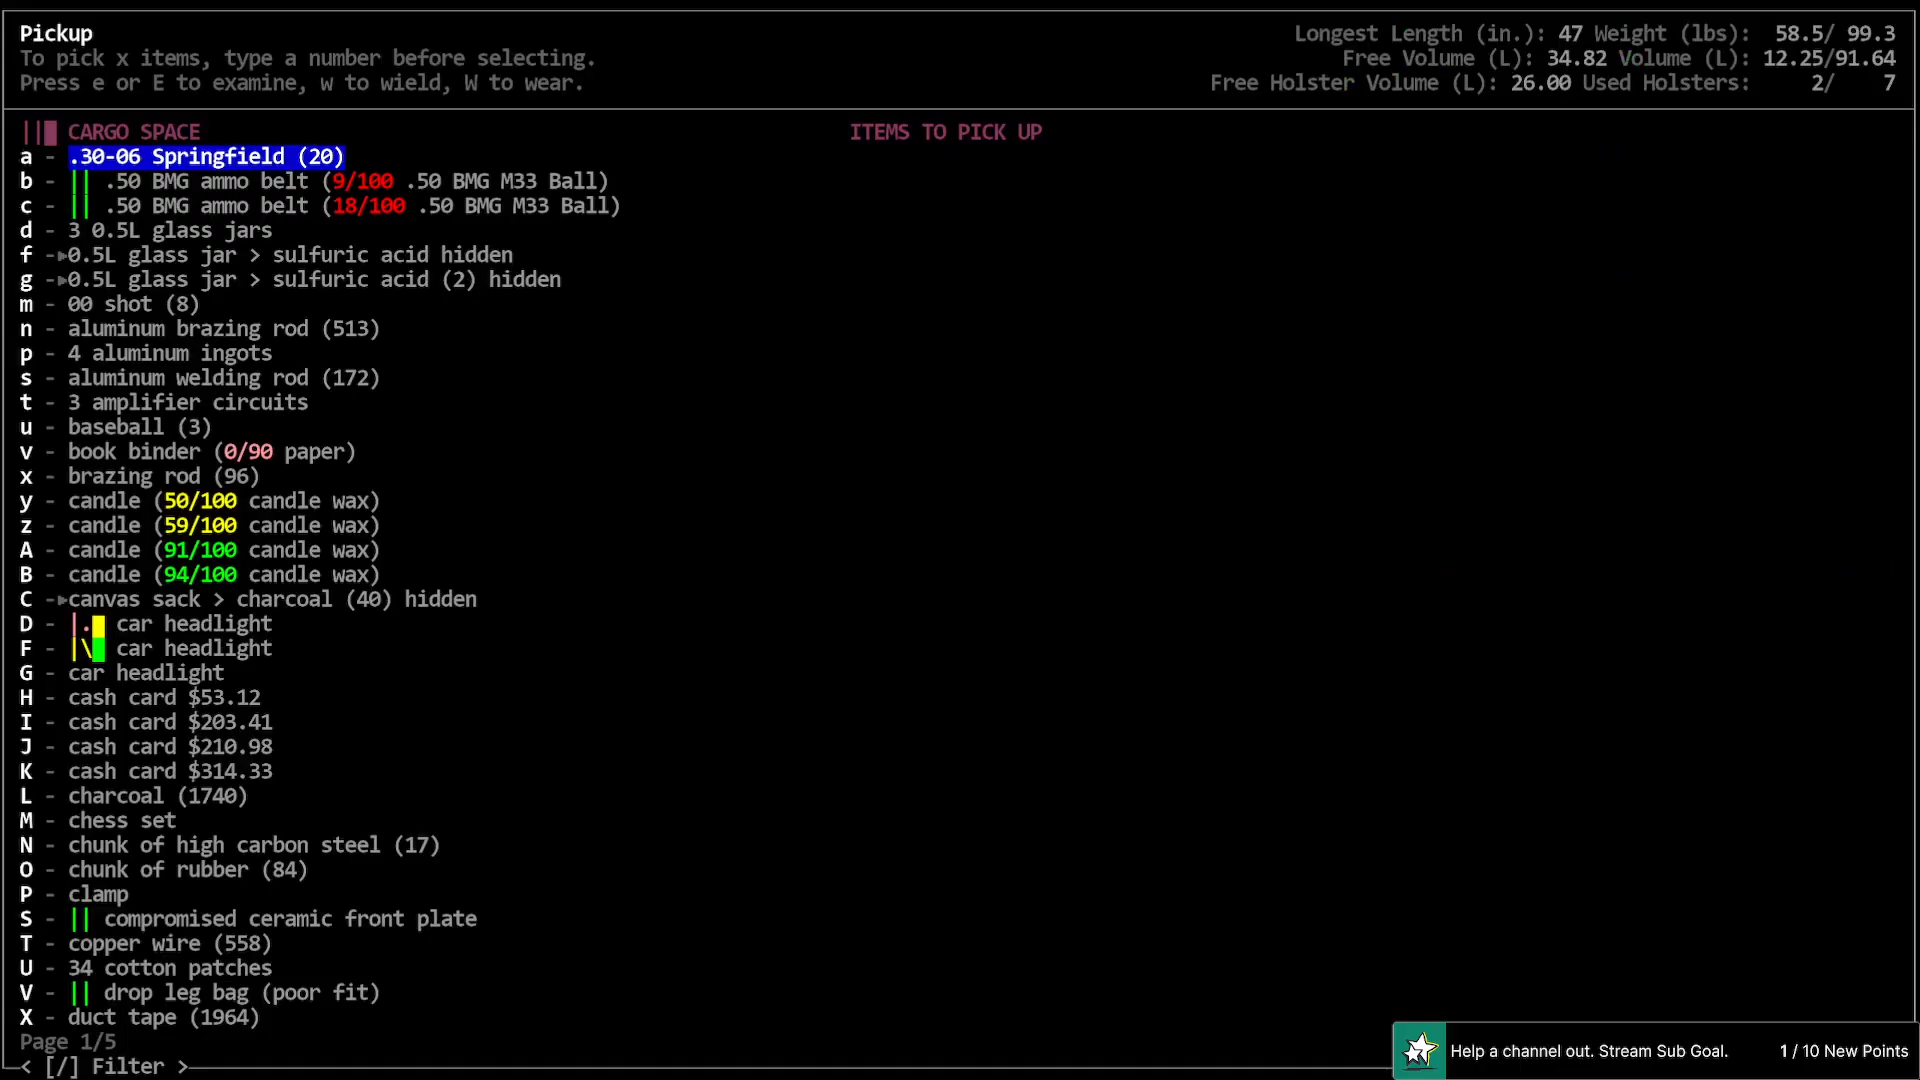 Pickup
To pick x items, type a number before selecting.
Press e or E to examine, w to wield, W to wear.
Longest Length (in.): 47 Weight (lbs): 58.5/ 99.3
Free Volume (L): 34.82 Volume (L): 12.25/91.64
Free Holster Volume (L): 26.00 Used Holsters: 2/ 7
|| CARGO SPACE
ITEMS TO PICK UP
a - .30-06 Springfield (20)
b - || .50 BMG ammo belt (9/100 .50 BMG M33 Ball)
c - || .50 BMG ammo belt (18/100 .50 BMG M33 Ball)
d - 3 0.5L glass jars
f -▸0.5L glass jar > sulfuric acid hidden
g -▸0.5L glass jar > sulfuric acid (2) hidden
m - 00 shot (8)
n - aluminum brazing rod (513)
p - 4 aluminum ingots
s - aluminum welding rod (172)
t - 3 amplifier circuits
u - baseball (3)
v - book binder (0/90 paper)
x - brazing rod (96)
y - candle (50/100 candle wax)
z - candle (59/100 candle wax)
A - candle (91/100 candle wax)
B - candle (94/100 candle wax)
C -▸canvas sack > charcoal (40) hidden
D - |. car headlight
F - |\ car headlight
G - car headlight
H - cash card $53.12
I - cash card $203.41
J - cash card $210.98
K - cash card $314.33
L - charcoal (1740)
M - chess set
N - chunk of high carbon steel (17)
O - chunk of rubber (84)
P - clamp
S - || compromised ceramic front plate
T - copper wire (558)
U - 34 cotton patches
V - || drop leg bag (poor fit)
X - duct tape (1964)
Page 1/5
< [/] Filter >
Help a channel out. Stream Sub Goal. 1 / 10 New Points